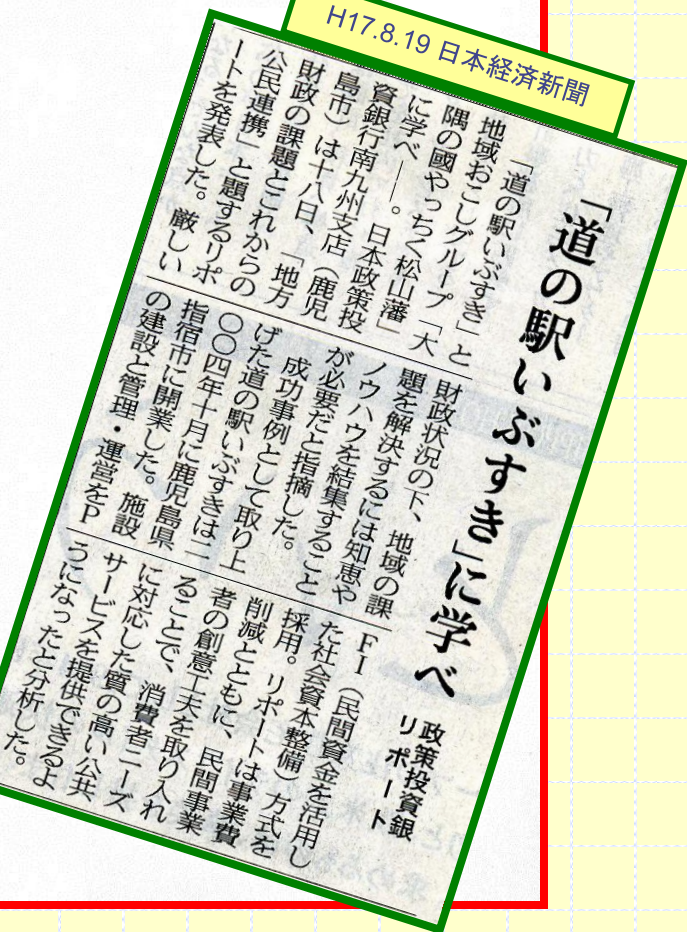 H17.8.19 日本経済新聞
「道の駅いぶすき」に学べ
政策投資銀
リポート
「道の駅いぶすき」と
地域おこしグループ「大
隅の國やっちく松山藩」
に学べ――。日本政策投
資銀行南九州支店（鹿児
島市）は十八日、「地方
財政の課題とこれからの
公民連携」と題するリポ
ートを発表した。厳しい
財政状況の下、地域の課
題を解決するには知恵や
ノウハウを結集すること
が必要だと指摘した。
成功事例として取り上
げた道の駅いぶすきは二
〇〇四年十月に鹿児島県
指宿市に開業した。施設
の建設と管理・運営をP
FI（民間資金を活用し
た社会資本整備）方式を
採用。リポートは事業費
削減とともに、民間事業
者の創意工夫を取り入れ
ることで、消費者ニーズ
に対応した質の高い公共
サービスを提供できるよ
うになったと分析した。